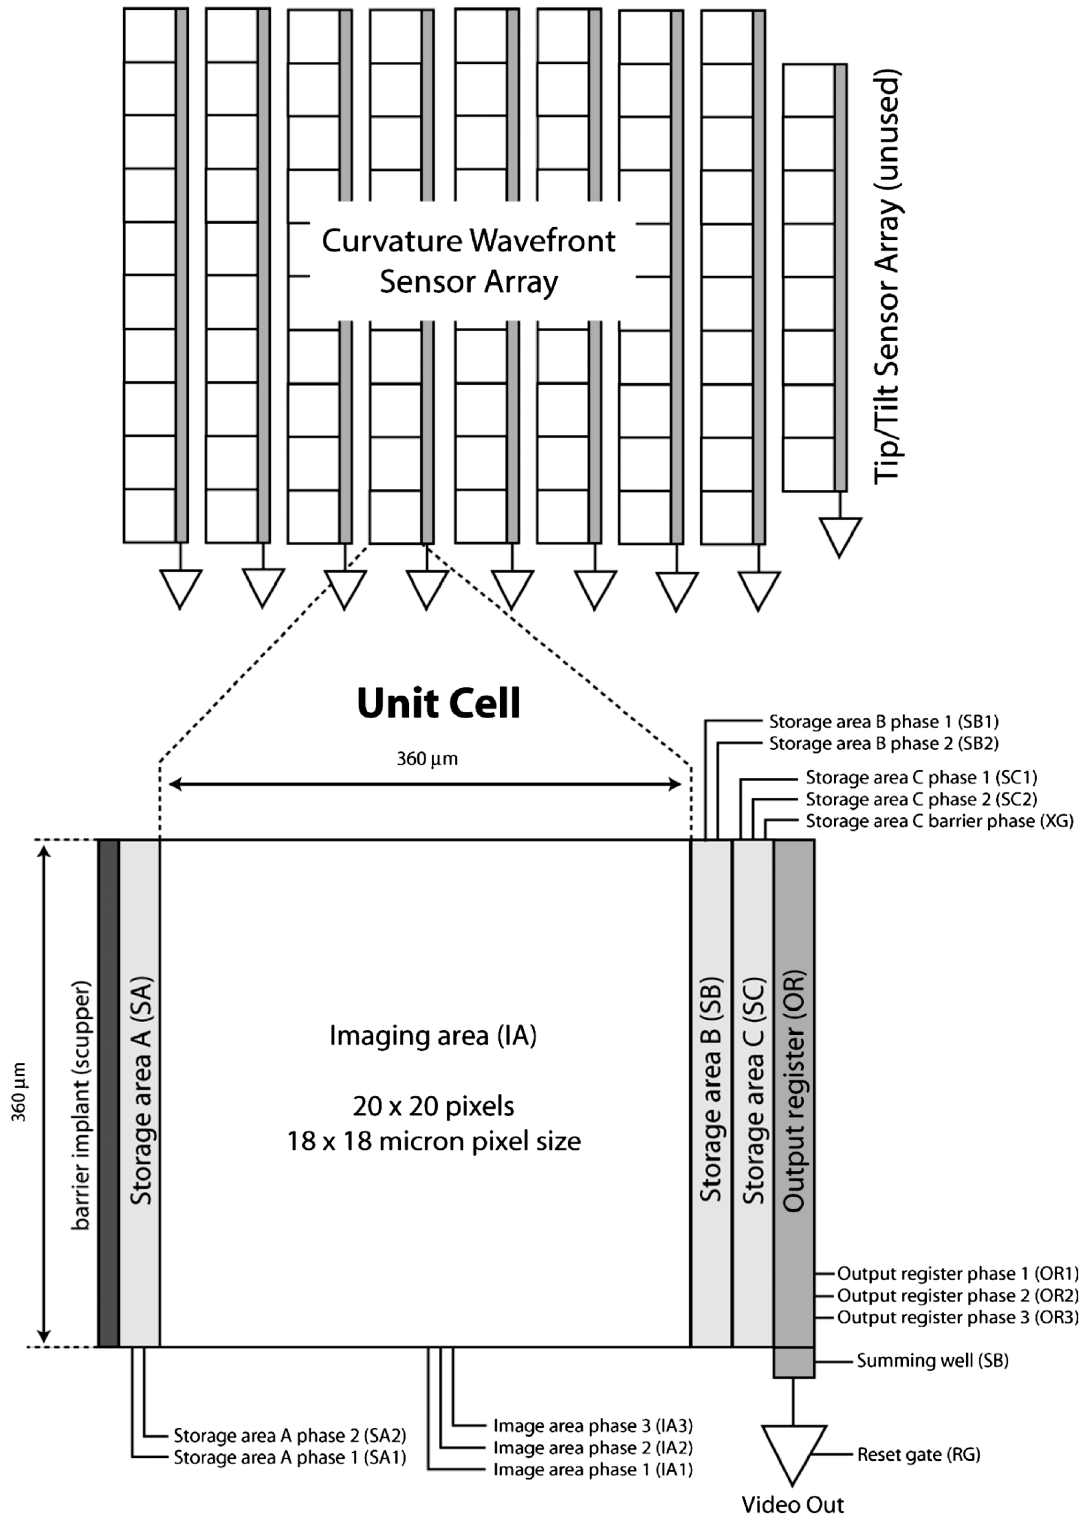 Curvature Wavefront
Sensor Array
Tip/Tilt Sensor Array (unused)
Unit Cell
360 µm
Storage area B phase 1 (SB1)
Storage area B phase 2 (SB2)
Storage area C phase 1 (SC1)
Storage area C phase 2 (SC2)
Storage area C barrier phase (XG)
360 µm
barrier implant (scupper)
Storage area A (SA)
Imaging area (IA)
20 x 20 pixels
18 x 18 micron pixel size
Storage area B (SB)
Storage area C (SC)
Output register (OR)
Output register phase 1 (OR1)
Output register phase 2 (OR2)
Output register phase 3 (OR3)
Summing well (SB)
Storage area A phase 2 (SA2)
Storage area A phase 1 (SA1)
Image area phase 3 (IA3)
Image area phase 2 (IA2)
Image area phase 1 (IA1)
Reset gate (RG)
Video Out